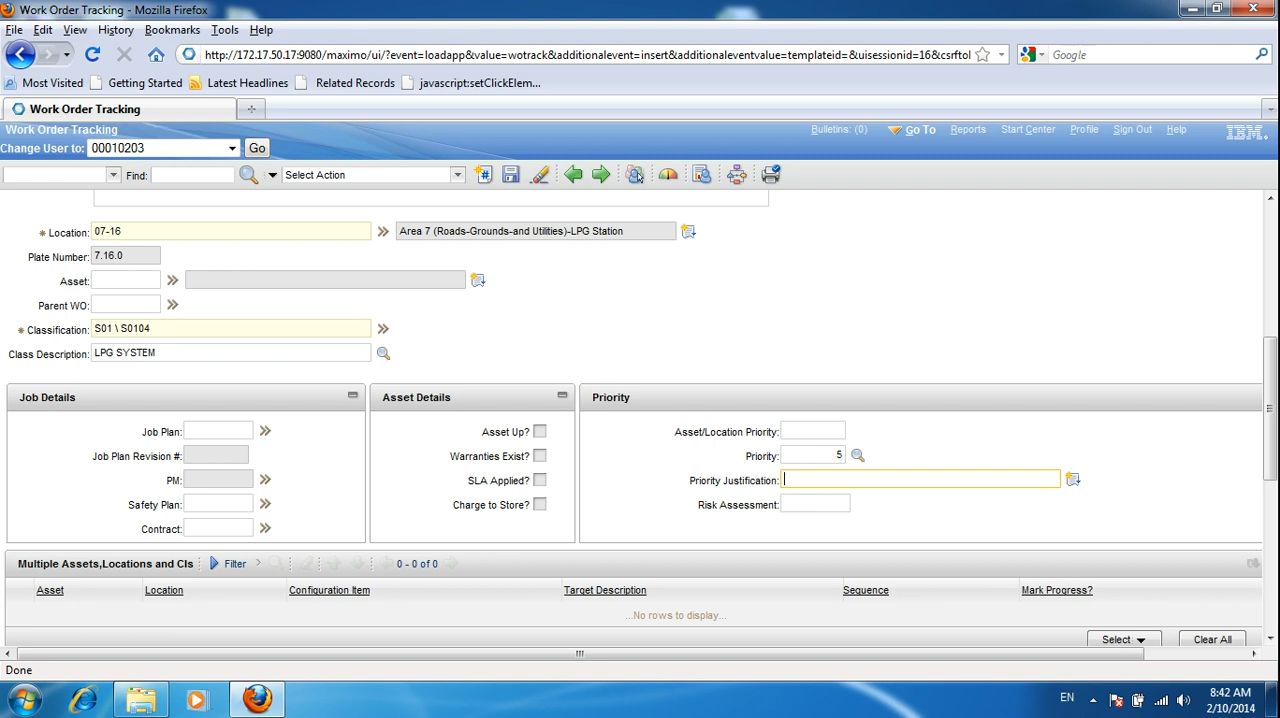 Work Order Tracking - Mozilla Firefox
File Edit View History Bookmarks Tools Help
http://172.17.50.17:9080/maximo/ui/?event=loadapp&value=wotrack&additionalevent=insert&additionaleventvalue=templateid=&uisessionid=16&csrftol
Google
Most Visited Getting Started Latest Headlines Related Records javascript:setClickElem...
Work Order Tracking
Work Order Tracking Bulletins: (0) Go To Reports Start Center Profile Sign Out Help IBM.
Change User to: 00010203 Go
Find: Select Action
* Location: 07-16 Area 7 (Roads-Grounds-and Utilities)-LPG Station
Plate Number: 7.16.0
Asset:
Parent WO:
* Classification: S01 \ S0104
Class Description: LPG SYSTEM
Job Details Asset Details Priority
Job Plan: Asset Up? Asset/Location Priority:
Job Plan Revision #: Warranties Exist? Priority: 5
PM: SLA Applied? Priority Justification:
Safety Plan: Charge to Store? Risk Assessment:
Contract:
Multiple Assets,Locations and CIs Filter 0 - 0 of 0
Asset Location Configuration Item Target Description Sequence Mark Progress?
...No rows to display...
Select Clear All
Done
EN 8:42 AM
2/10/2014